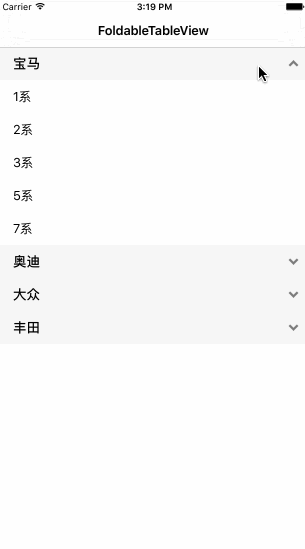 Carrier 3:19 PM
FoldableTableView
宝马
1系
2系
3系
5系
7系
奥迪
大众
丰田